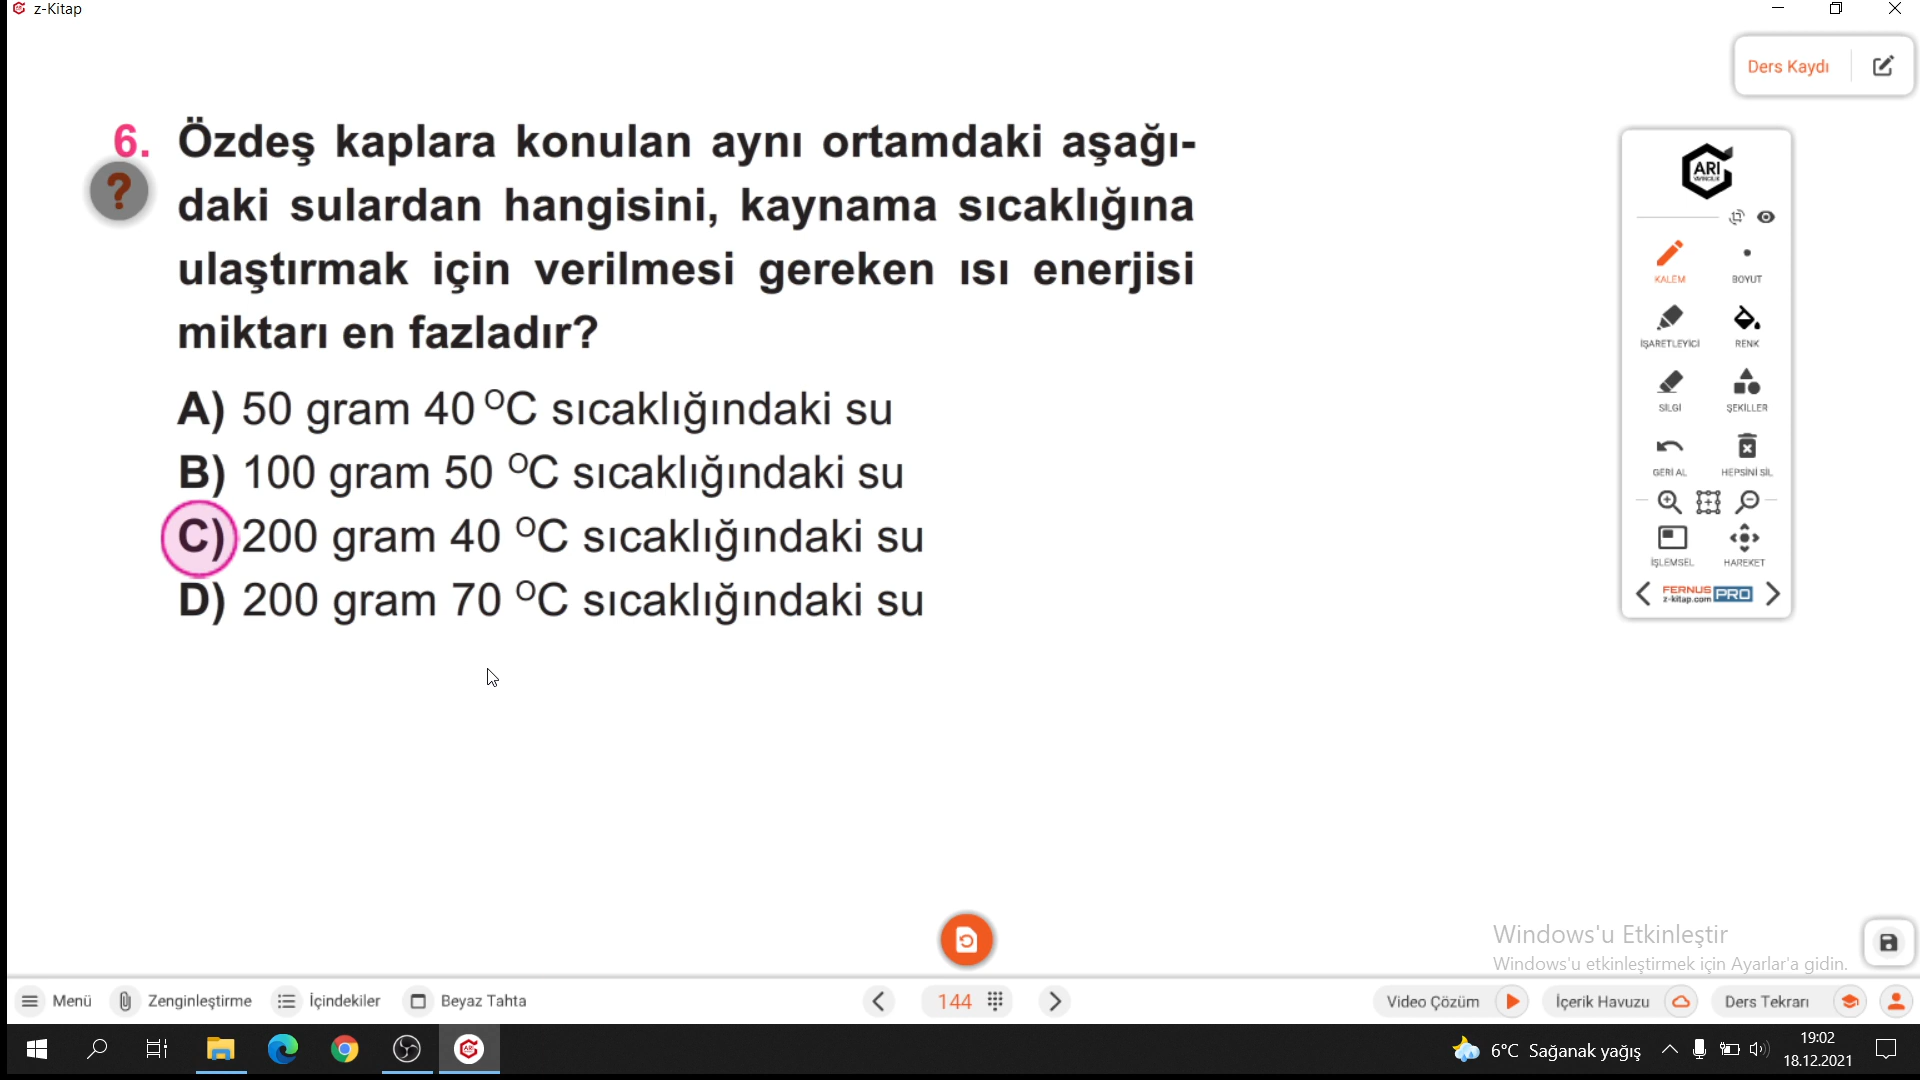 z-Kitap
Ders Kaydı
6. Özdeş kaplara konulan aynı ortamdaki aşağı-
daki sulardan hangisini, kaynama sıcaklığına
ulaştırmak için verilmesi gereken ısı enerjisi
miktarı en fazladır?
?
A) 50 gram 40 °C sıcaklığındaki su
B) 100 gram 50 °C sıcaklığındaki su
C) 200 gram 40 °C sıcaklığındaki su
D) 200 gram 70 °C sıcaklığındaki su
ARI
YAYINCILIK
KALEM BOYUT
İŞARETLEYİCİ RENK
SİLGİ ŞEKİLLER
GERİ AL HEPSİNİ SİL
İŞLEMSEL HAREKET
FERNUS
z-kitap.com PRO
Windows'u Etkinleştir
Windows'u etkinleştirmek için Ayarlar'a gidin.
Menü Zenginleştirme İçindekiler Beyaz Tahta 144 Video Çözüm İçerik Havuzu Ders Tekrarı
6°C Sağanak yağış
19:02
18.12.2021